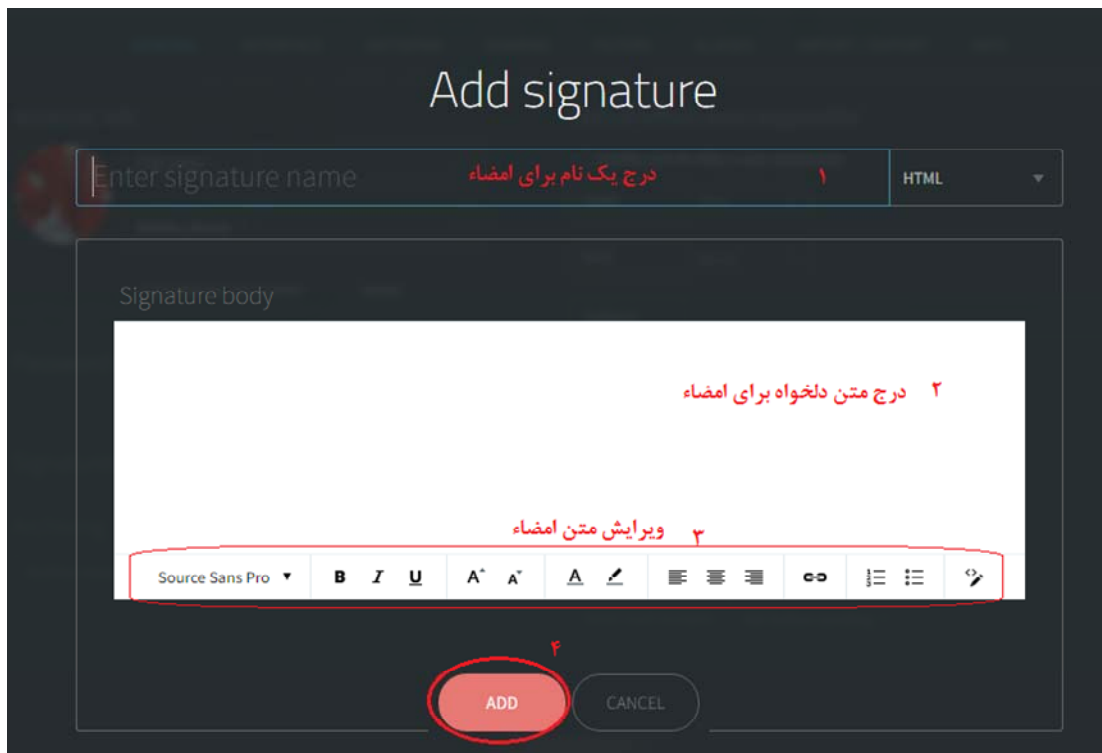 Add signature
Enter signature name درج یک نام برای امضاء ۱ HTML
Signature body
۲ درج متن دلخواه برای امضاء
۳ ویرایش متن امضاء
Source Sans Pro B I U A A A
۴
ADD CANCEL